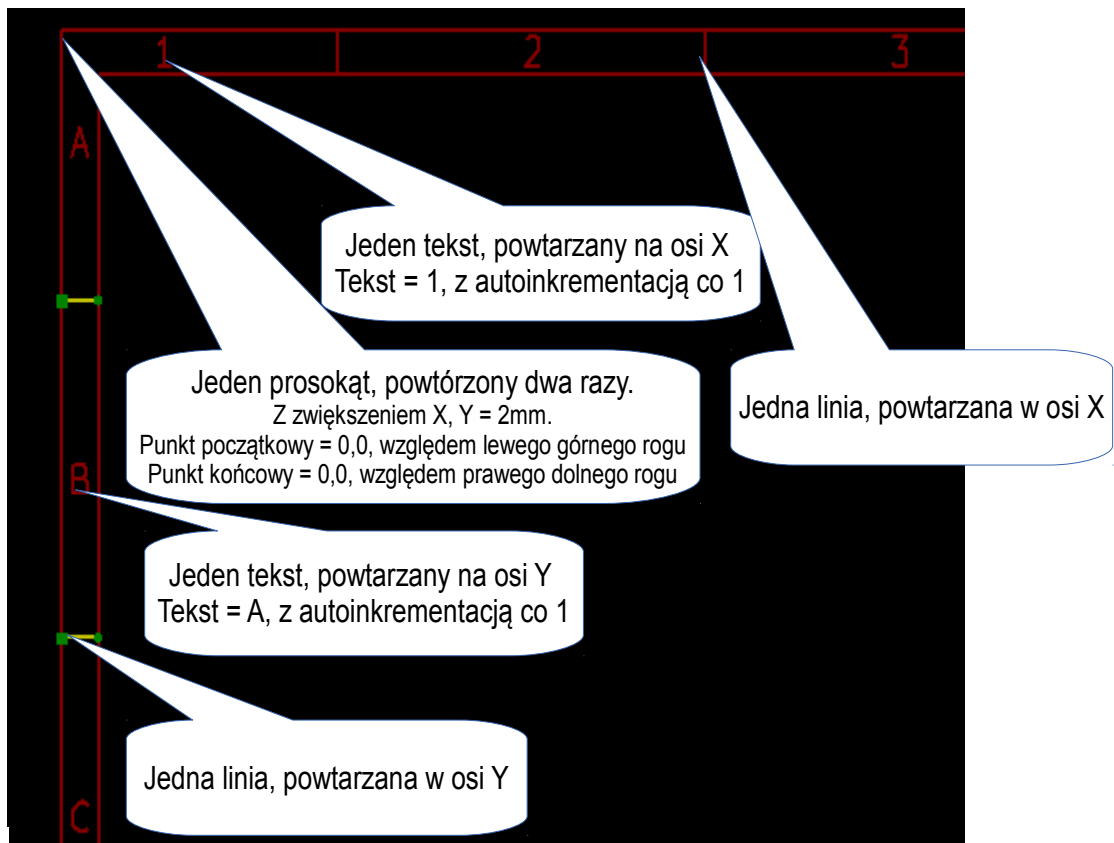 1 2 3
A
Jeden tekst, powtarzany na osi X
Tekst = 1, z autoinkrementacją co 1
Jeden prosokąt, powtórzony dwa razy.
Z zwiększeniem X, Y = 2mm.
Punkt początkowy = 0,0, względem lewego górnego rogu
Punkt końcowy = 0,0, względem prawego dolnego rogu
Jedna linia, powtarzana w osi X
B
Jeden tekst, powtarzany na osi Y
Tekst = A, z autoinkrementacją co 1
Jedna linia, powtarzana w osi Y
C